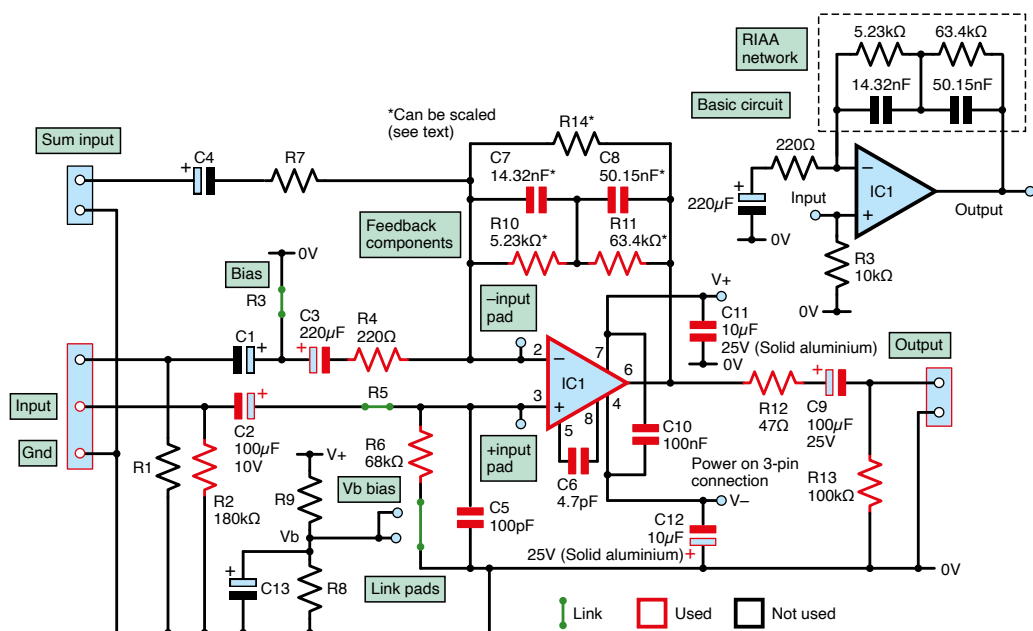 RIAA
network
5.23kΩ
63.4kΩ
14.32nF
50.15nF
Basic circuit
220Ω
220µF
+
0V
Input
−
+
IC1
Output
R3
10kΩ
0V
*Can be scaled
(see text)
Sum input
+
C4
R7
R14*
C7
14.32nF*
C8
50.15nF*
Feedback
components
R10
5.23kΩ*
R11
63.4kΩ*
0V
Bias
R3
C1
+
C3
220µF
+
R4
220Ω
–input
pad
2
−
3
+
IC1
7
6
4
5
8
V+
C11
10µF
25V (Solid aluminium)
0V
Output
Input
Gnd
C2
100µF
10V
R5
R1
R2
180kΩ
R6
68kΩ
+input
pad
C6
4.7pF
C10
100nF
R12
47Ω
+
C9
100µF
25V
R13
100kΩ
V+
R9
Vb bias
Vb
C5
100pF
Power on 3-pin
connection
V–
C12
10µF
25V (Solid aluminium)
+
+
C13
R8
Link pads
0V
Link
Used
Not used